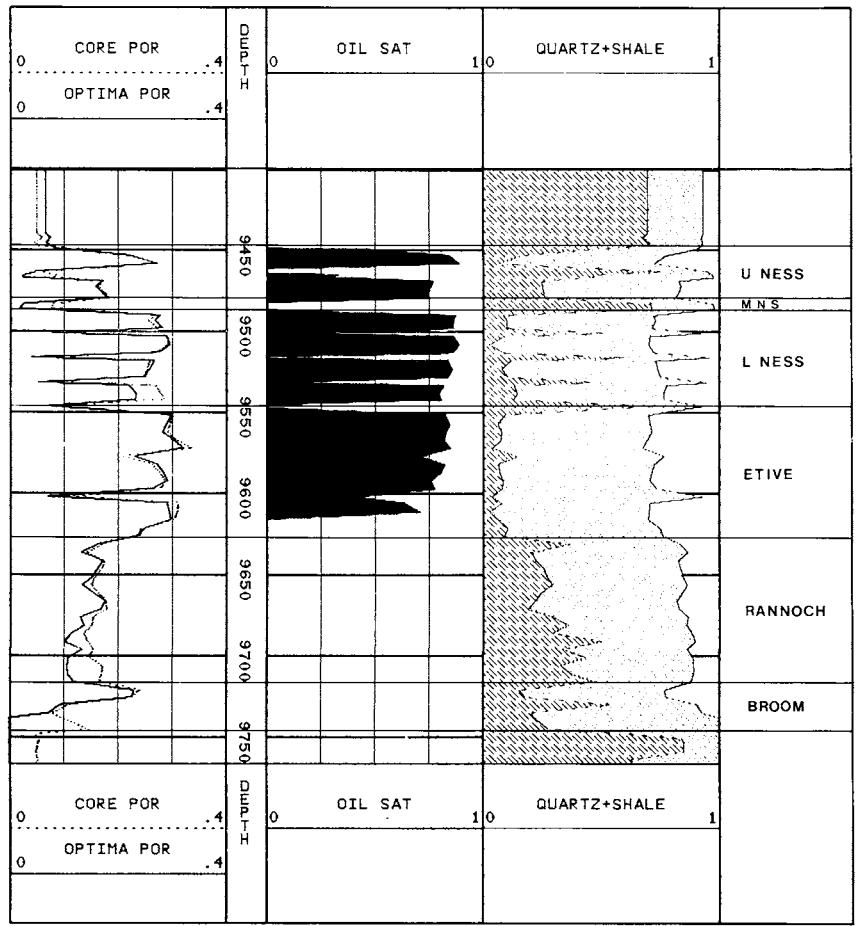 CORE POR
0 .4
OPTIMA POR
0 .4
DEPTH
OIL SAT
0 1
QUARTZ+SHALE
0 1
9450
9500
9550
9600
9650
9700
9750
U NESS
M N S
L NESS
ETIVE
RANNOCH
BROOM
CORE POR
0 .4
OPTIMA POR
0 .4
DEPTH
OIL SAT
0 1
QUARTZ+SHALE
0 1